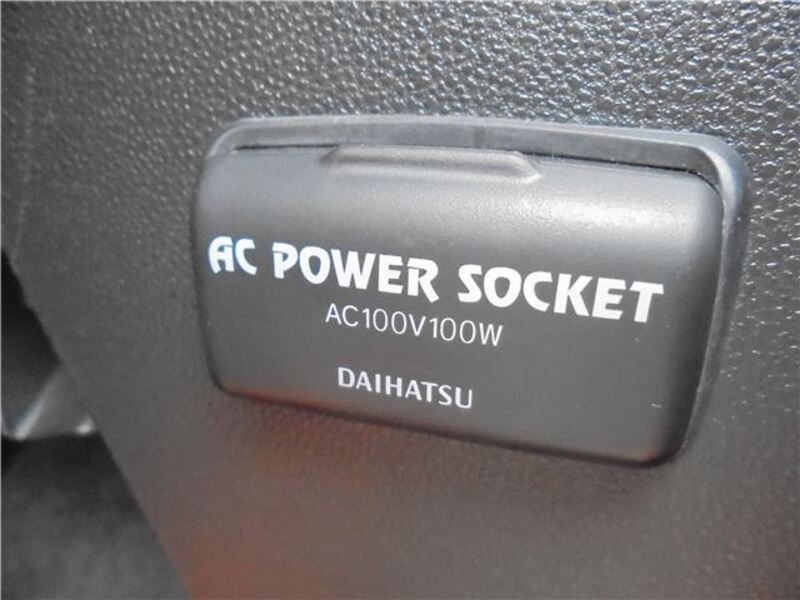 AC POWER SOCKET
AC100V100W
DAIHATSU